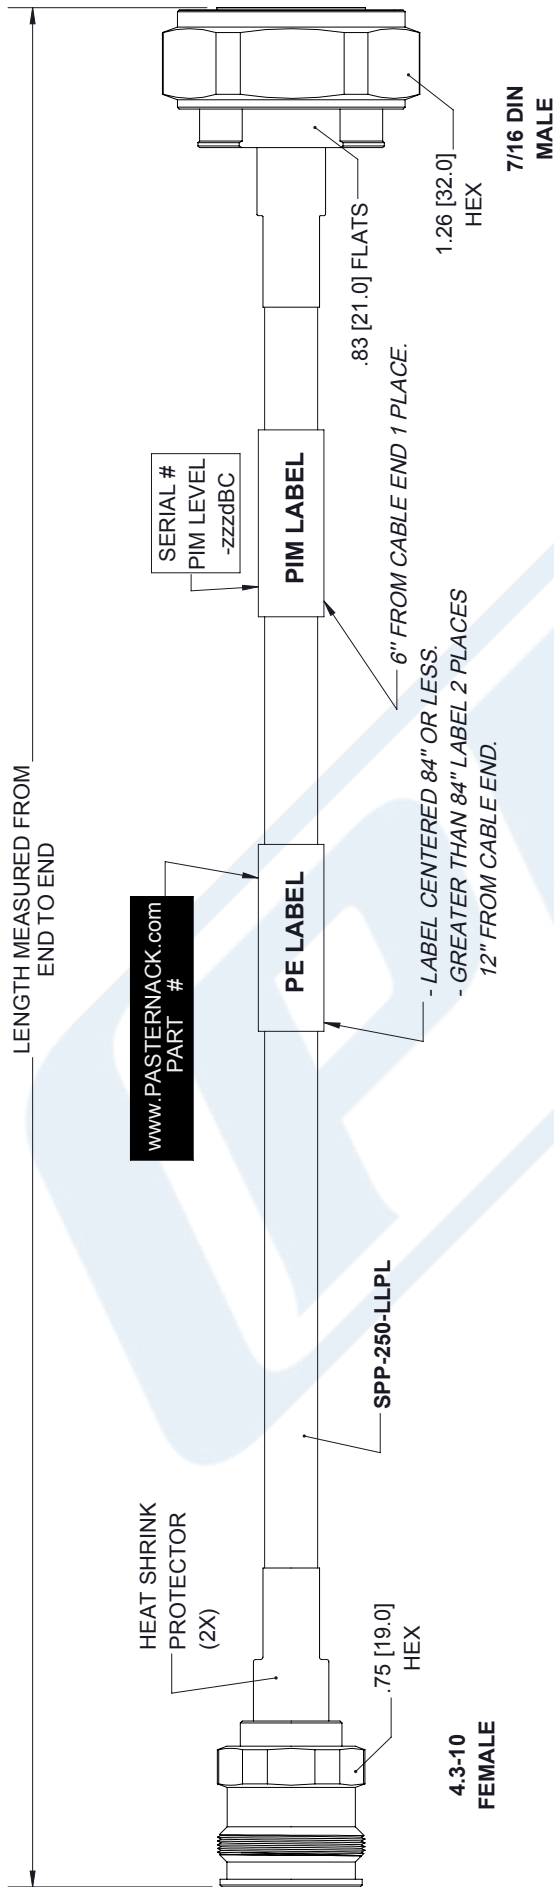 LENGTH MEASURED FROM
END TO END
HEAT SHRINK
PROTECTOR
(2X)
www.PASTERNACK.com
PART #
SERIAL #
PIM LEVEL
-zzzdBC
PE LABEL
PIM LABEL
.75 [19.0]
HEX
SPP-250-LLPL
- LABEL CENTERED 84" OR LESS.
- GREATER THAN 84" LABEL 2 PLACES
12" FROM CABLE END.
6" FROM CABLE END 1 PLACE.
.83 [21.0] FLATS
1.26 [32.0]
HEX
4.3-10
FEMALE
7/16 DIN
MALE